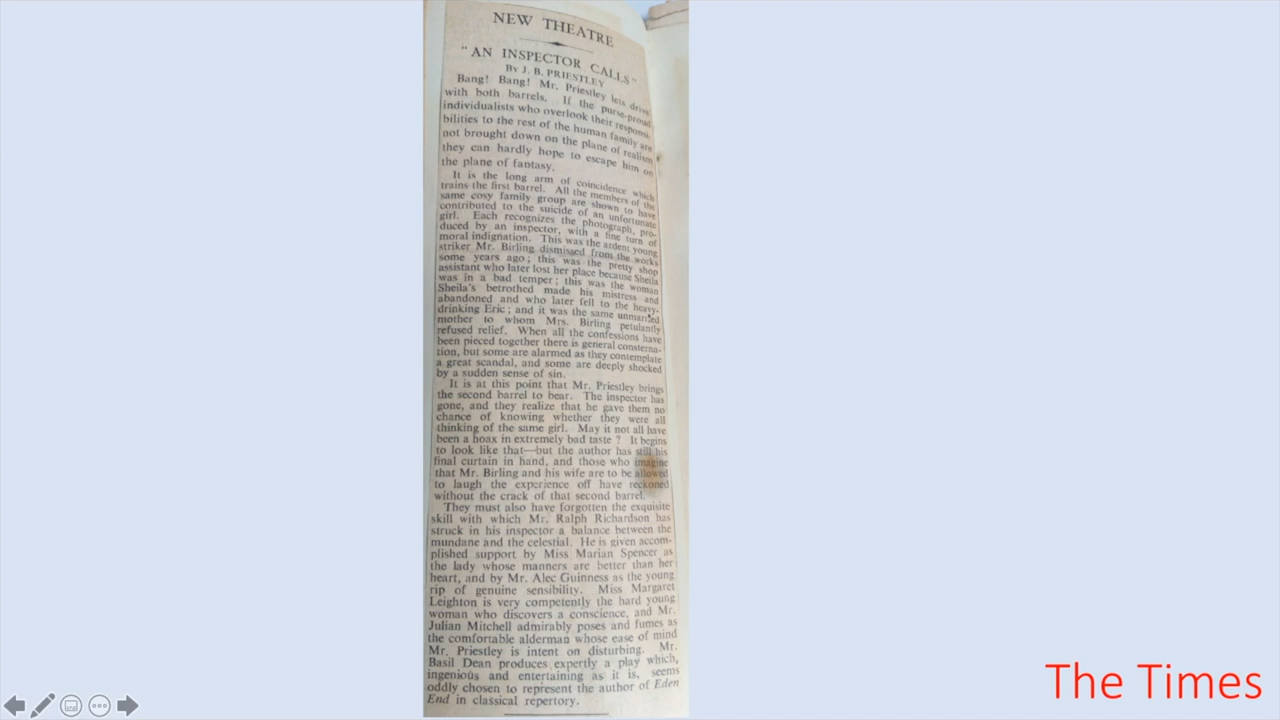 NEW THEATRE
"AN INSPECTOR CALLS"
BY J. B. PRIESTLEY
Bang! Bang! Mr. Priestley lets drive
with both barrels. If the purse-proud
individualists who overlook their responsi-
bilities to the rest of the human family are
not brought down on the plane of realism
they can hardly hope to escape him on
the plane of fantasy.
It is the long arm of coincidence which
trains the first barrel. All the members of the
same cosy family group are shown to have
contributed to the suicide of an unfortunate
girl. Each recognizes the photograph, pro-
duced by an inspector, with a fine turn of
moral indignation. This was the ardent young
striker Mr. Birling dismissed from the works
some years ago; this was the pretty shop
assistant who later lost her place because Sheila
was in a bad temper; this was the woman
Sheila's betrothed made his mistress and
abandoned and who later fell to the heavy-
drinking Eric; and it was the same unmarried
mother to whom Mrs. Birling petulantly
refused relief. When all the confessions have
been pieced together there is general consterna-
tion, but some are alarmed as they contemplate
a great scandal, and some are deeply shocked
by a sudden sense of sin.
It is at this point that Mr. Priestley brings
the second barrel to bear. The inspector has
gone, and they realize that he gave them no
chance of knowing whether they were all
thinking of the same girl. May it not all have
been a hoax in extremely bad taste? It begins
to look like that—but the author has still his
final curtain in hand, and those who imagine
that Mr. Birling and his wife are to be allowed
to laugh the experience off have reckoned
without the crack of that second barrel.
They must also have forgotten the exquisite
skill with which Mr. Ralph Richardson has
struck in his inspector a balance between the
mundane and the celestial. He is given accom-
plished support by Miss Marian Spencer as
the lady whose manners are better than her
heart, and by Mr. Alec Guinness as the young
rip of genuine sensibility. Miss Margaret
Leighton is very competently the hard young
woman who discovers a conscience, and Mr.
Julian Mitchell admirably poses and fumes as
the comfortable alderman whose ease of mind
Mr. Priestley is intent on disturbing. Mr.
Basil Dean produces expertly a play which,
ingenious and entertaining as it is, seems
oddly chosen to represent the author of Eden
End in classical repertory.
The Times